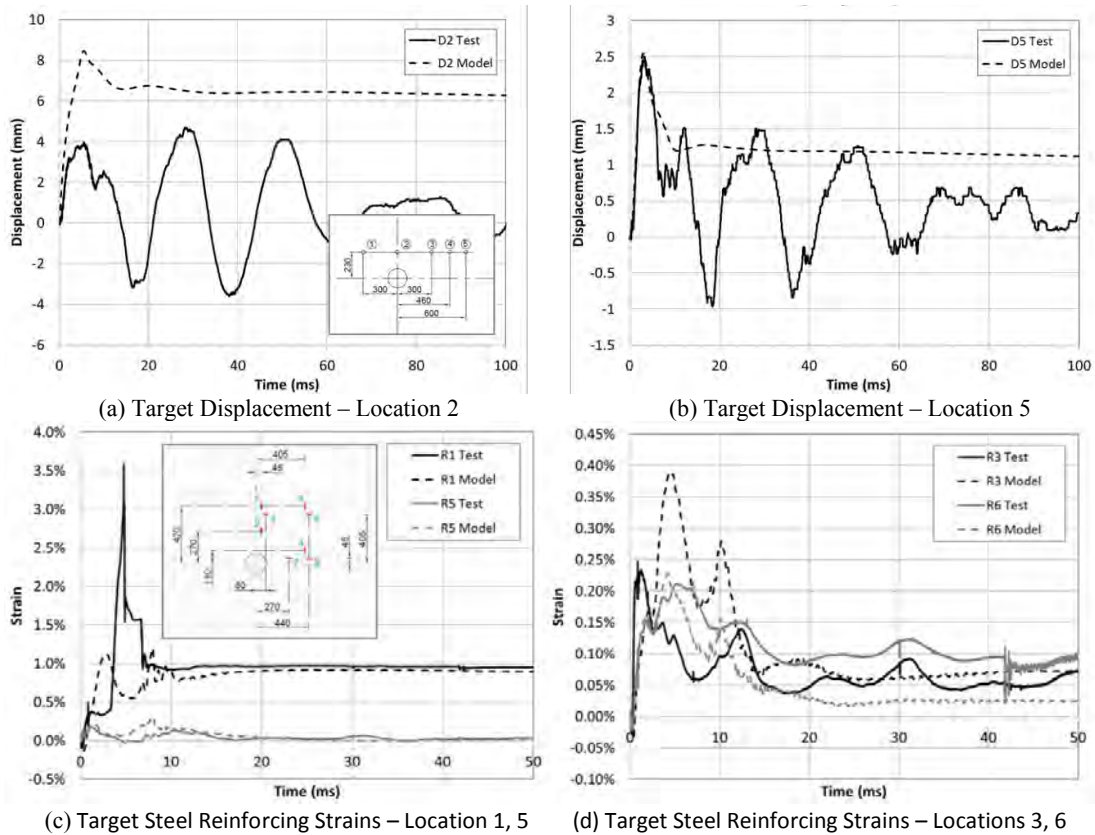 10
8
6
4
2
0
-2
-4
-6
Displacement (mm)
0 20 40 60 80 100
Time (ms)
D2 Test
D2 Model
① ② ③ ④ ⑤
230
300 300
460
600
(a) Target Displacement – Location 2
3
2.5
2
1.5
1
0.5
0
-0.5
-1
-1.5
Displacement (mm)
0 20 40 60 80 100
Time (ms)
D5 Test
D5 Model
(b) Target Displacement – Location 5
4.0%
3.5%
3.0%
2.5%
2.0%
1.5%
1.0%
0.5%
0.0%
-0.5%
Strain
0 10 20 30 40 50
Time (ms)
R1 Test
R1 Model
R5 Test
R5 Model
405
270
270
440
(c) Target Steel Reinforcing Strains – Location 1, 5
0.45%
0.40%
0.35%
0.30%
0.25%
0.20%
0.15%
0.10%
0.05%
0.00%
-0.05%
-0.10%
Strain
0 10 20 30 40 50
Time (ms)
R3 Test
R3 Model
R6 Test
R6 Model
(d) Target Steel Reinforcing Strains – Locations 3, 6